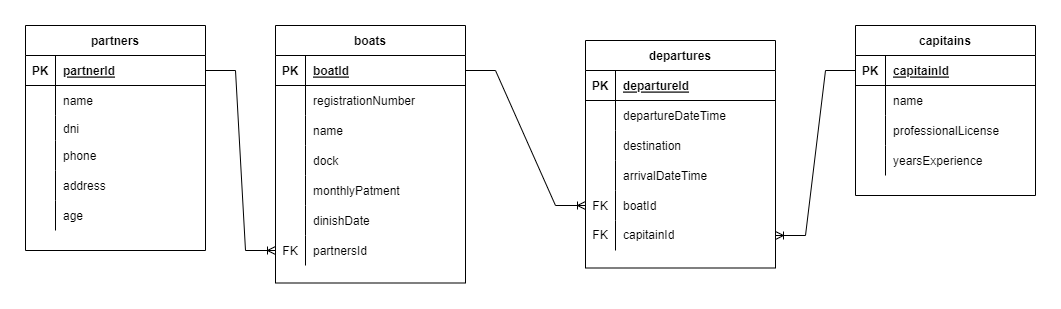 partners
PK partnerId
name
dni
phone
address
age
boats
PK boatId
registrationNumber
name
dock
monthlyPatment
dinishDate
FK partnersId
departures
PK departureId
departureDateTime
destination
arrivalDateTime
FK boatId
FK capitainId
capitains
PK capitainId
name
professionalLicense
yearsExperience